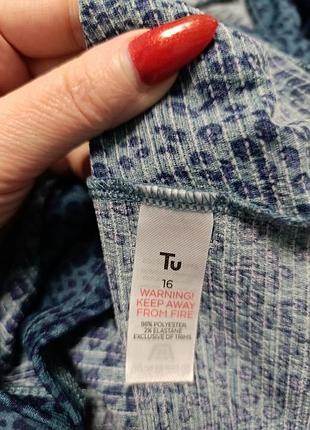 Tu
16
WARNING!
KEEP AWAY
FROM FIRE
98% POLYESTER
2% ELASTANE
EXCLUSIVE OF TRIMS